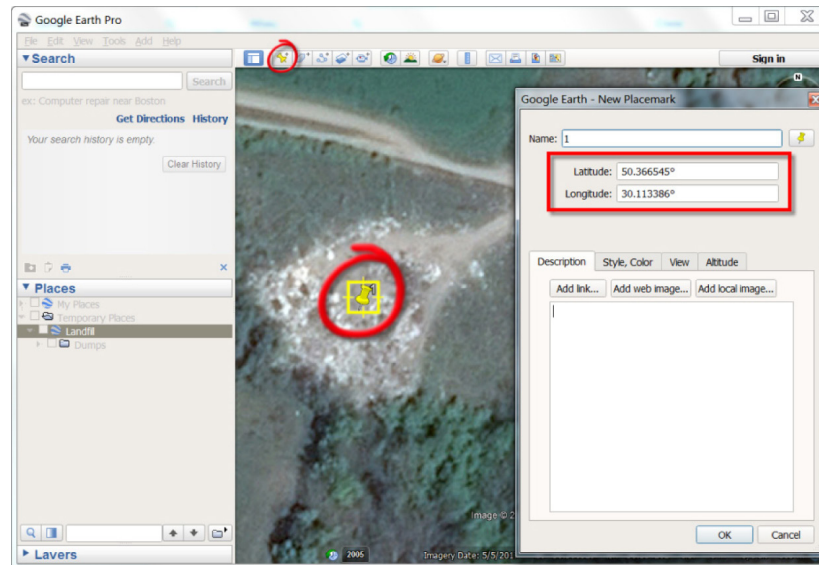 Google Earth Pro
File Edit View Tools Add Help
▼Search
Sign in
Search
ex: Computer repair near Boston
Get Directions History
Your search history is empty.
Clear History
N
▼ Places
My Places
Temporary Places
Landfill
Dumps
▶ Layers
1
Image © 2
2005
Imagery Date: 5/5/201
Google Earth - New Placemark
Name: 1
Latitude: 50.366545°
Longitude: 30.113386°
Description Style, Color View Altitude
Add link... Add web image... Add local image...
OK Cancel